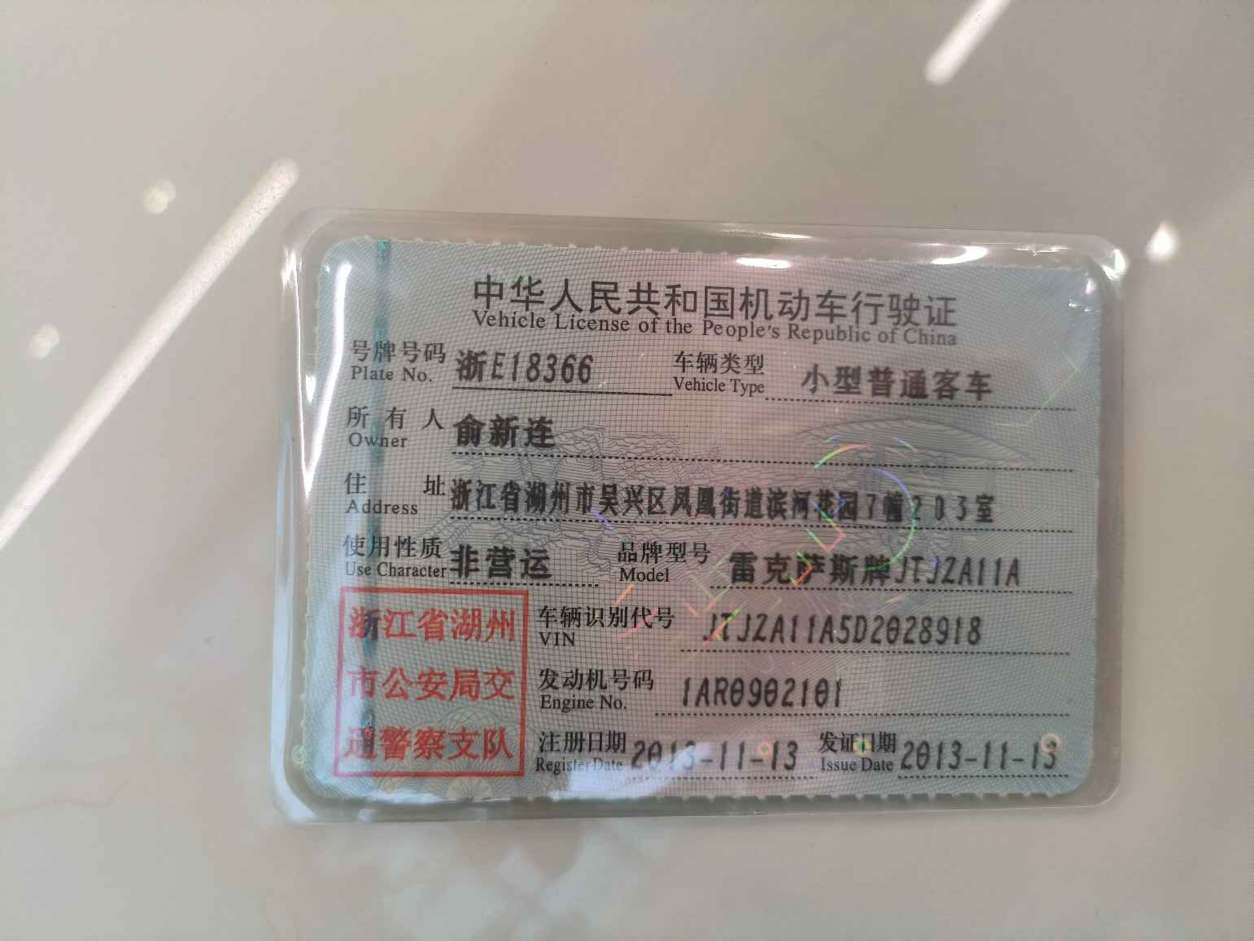 中华人民共和国机动车行驶证
Vehicle License of the People's Republic of China
号牌号码 浙E18366 车辆类型 小型普通客车
Plate No. Vehicle Type
所有人 俞新连
Owner
住址 浙江省湖州市吴兴区凤凰街道滨河花园7幢203室
Address
使用性质 非营运 品牌型号 雷克萨斯牌JTJZA11A
Use Character Model
浙江省湖州 车辆识别代号 JTJZA11A5D2028918
VIN
市公安局交 发动机号码 1AR0902101
Engine No.
通警察支队 注册日期 2013-11-13 发证日期 2013-11-13
Register Date Issue Date